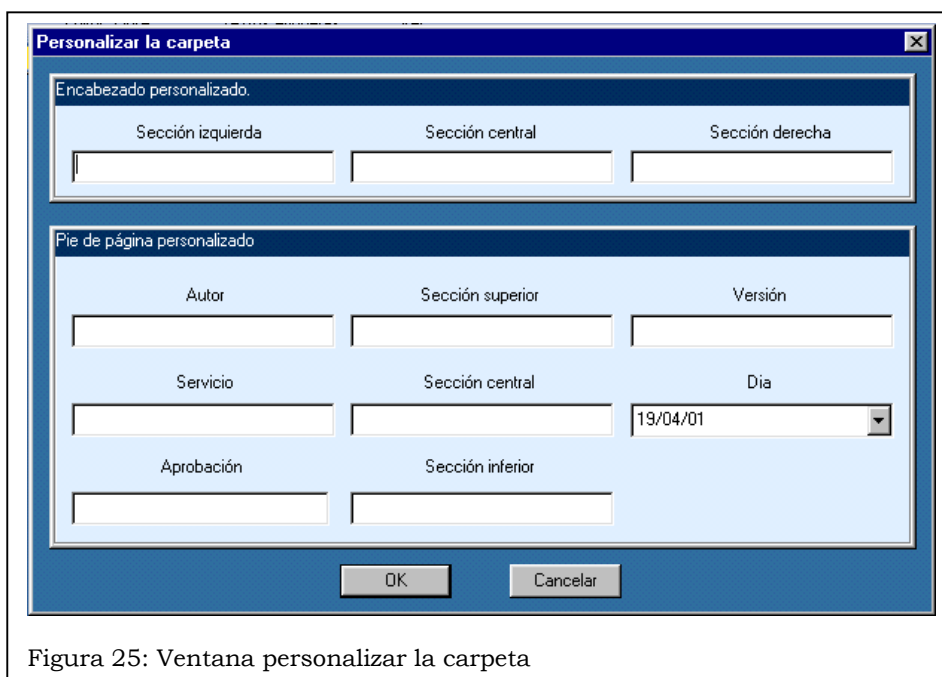 Personalizar la carpeta
Encabezado personalizado.
Sección izquierda Sección central Sección derecha
Pie de página personalizado
Autor Sección superior Versión
Servicio Sección central Dia
19/04/01
Aprobación Sección inferior
OK Cancelar
Figura 25: Ventana personalizar la carpeta